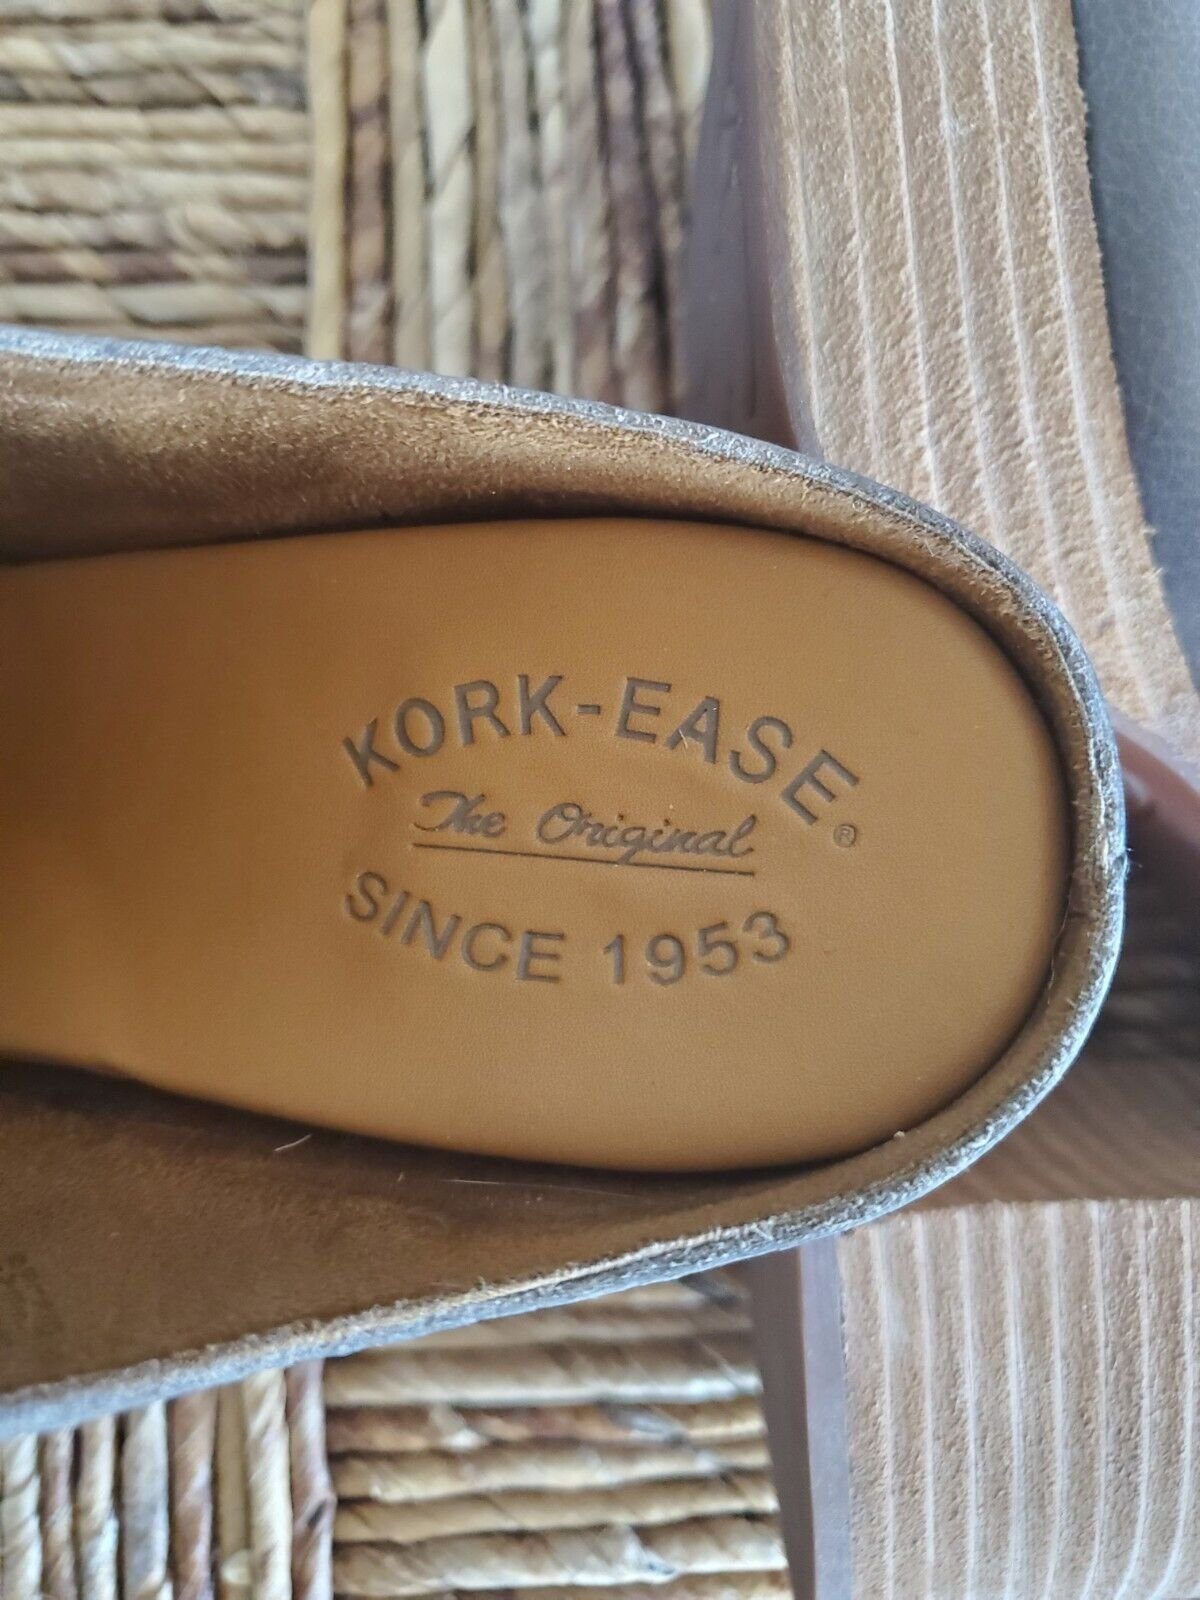 KORK-EASE®
The Original
SINCE 1953